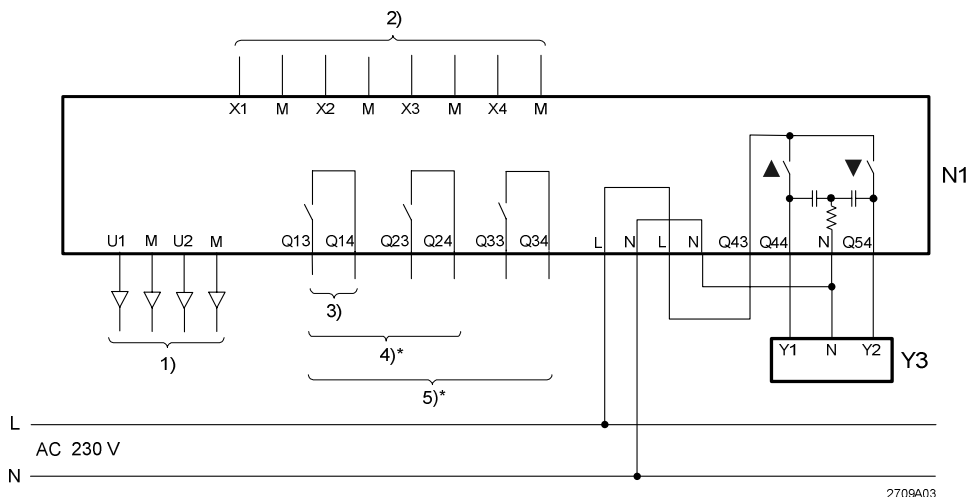 2)
X1 M X2 M X3 M X4 M
N1
U1 M U2 M Q13 Q14 Q23 Q24 Q33 Q34 L N L N Q43 Q44 N Q54
3)
1)
4)*
Y1 N Y2
Y3
5)*
L
AC 230 V
N
2709A03